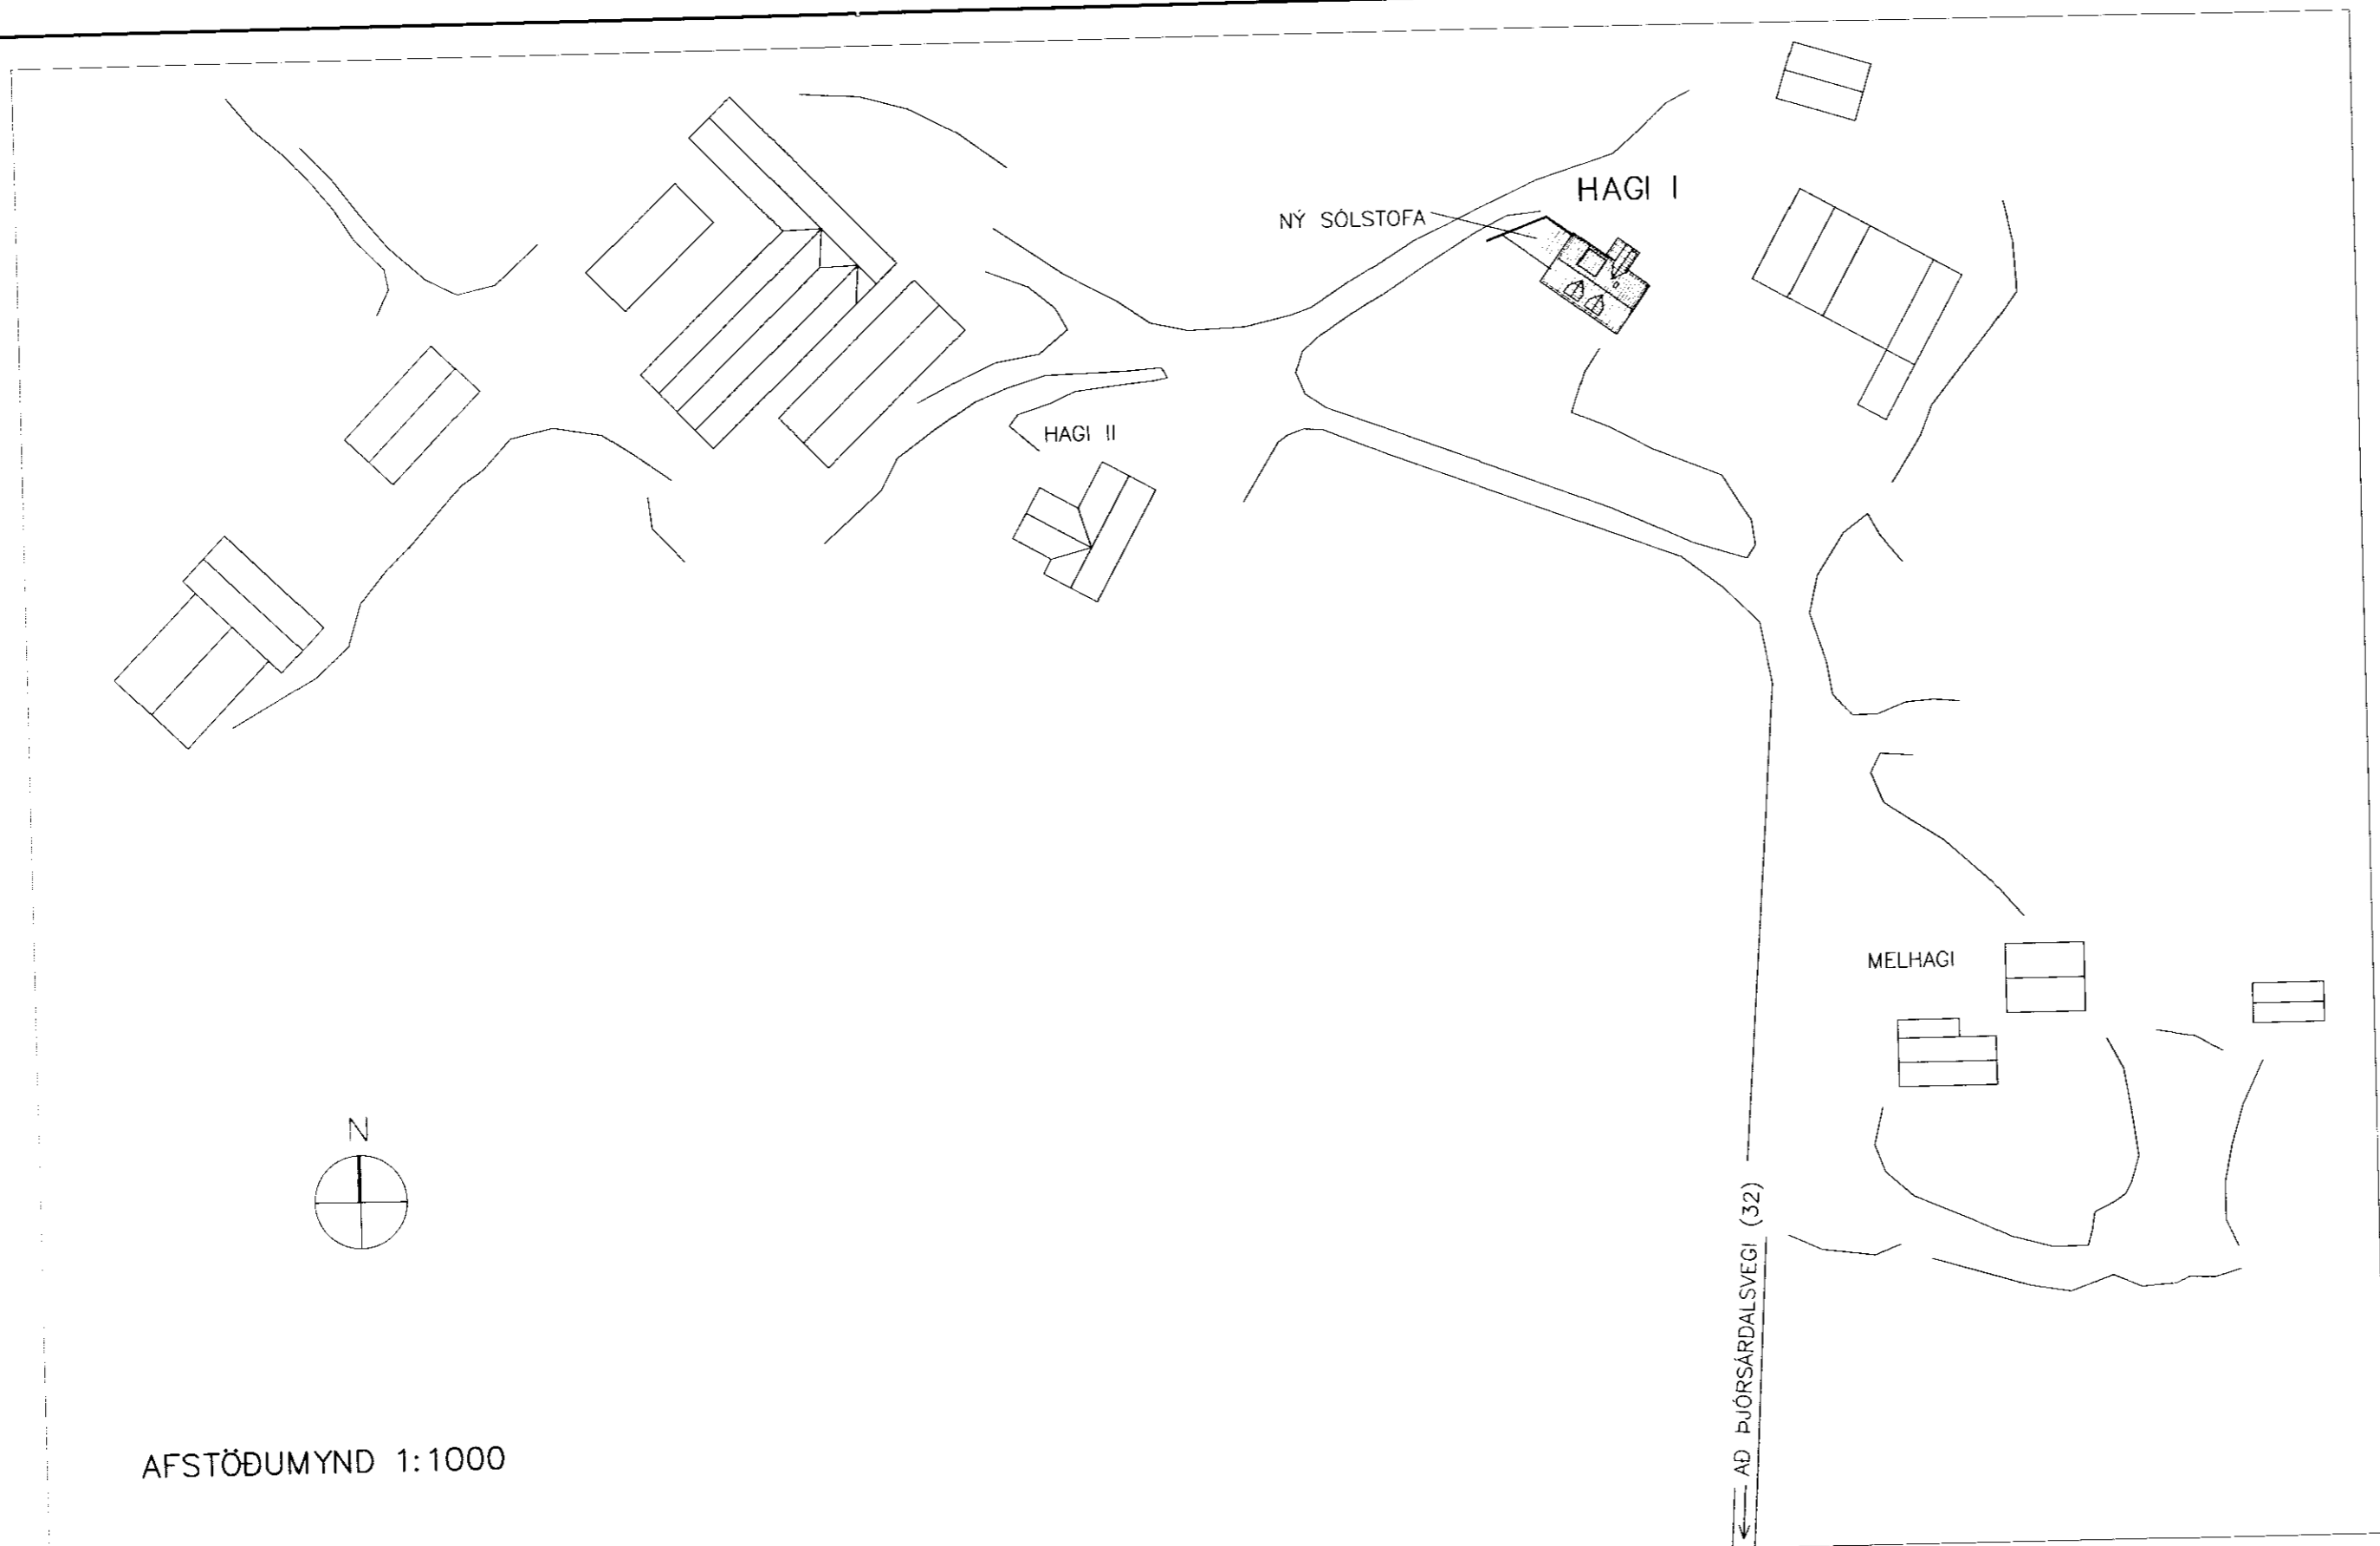 HAGI I
NÝ SÓLSTOFA
HAGI II
MELHAGI
N
AÐ ÞJÓRSÁRDALSVEGI (32)
AFSTÖÐUMYND 1:1000